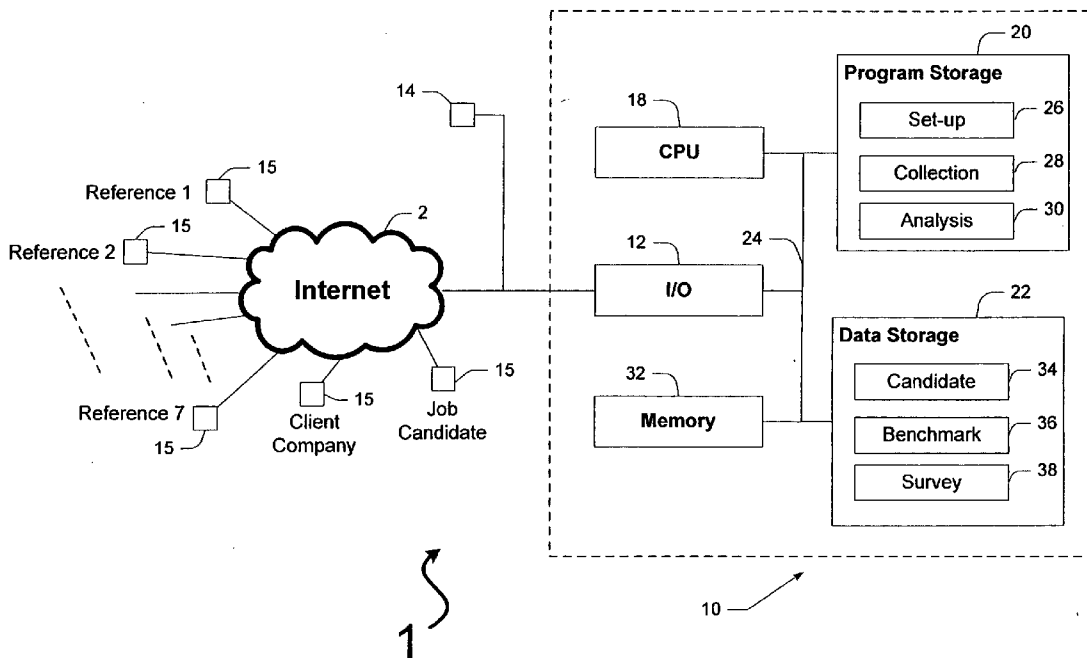 20
Program Storage
14
18
Set-up
26
CPU
15
Collection
28
Reference 1
2
Analysis
30
15
Reference 2
12
24
Internet
I/O
22
Data Storage
32
15
Candidate
34
Reference 7
15
Job
Candidate
Memory
Benchmark
36
15
Client
Company
Survey
38
10
1